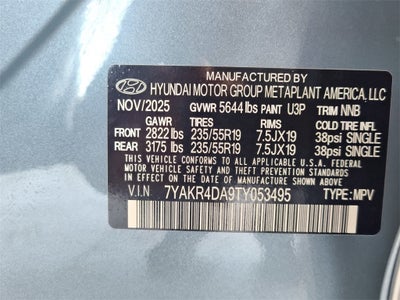 MANUFACTURED BY
HYUNDAI MOTOR GROUP METAPLANT AMERICA, LLC
NOV/2025 GVWR 5644 lbs PAINT U3P TRIM NNB
GAWR TIRES RIMS COLD TIRE INFL
FRONT 2822 lbs 235/55R19 7.5JX19 38psi SINGLE
REAR 3175 lbs 235/55R19 7.5JX19 38psi SINGLE
THIS VEHICLE CONFORMS TO ALL APPLICABLE U.S.A. FEDERAL
MOTOR VEHICLE SAFETY AND THEFT PREVENTION STANDARDS
IN EFFECT ON THE DATE OF MANUFACTURE SHOWN ABOVE.
V.I.N 7YAKR4DA9TY053495 TYPE: MPV